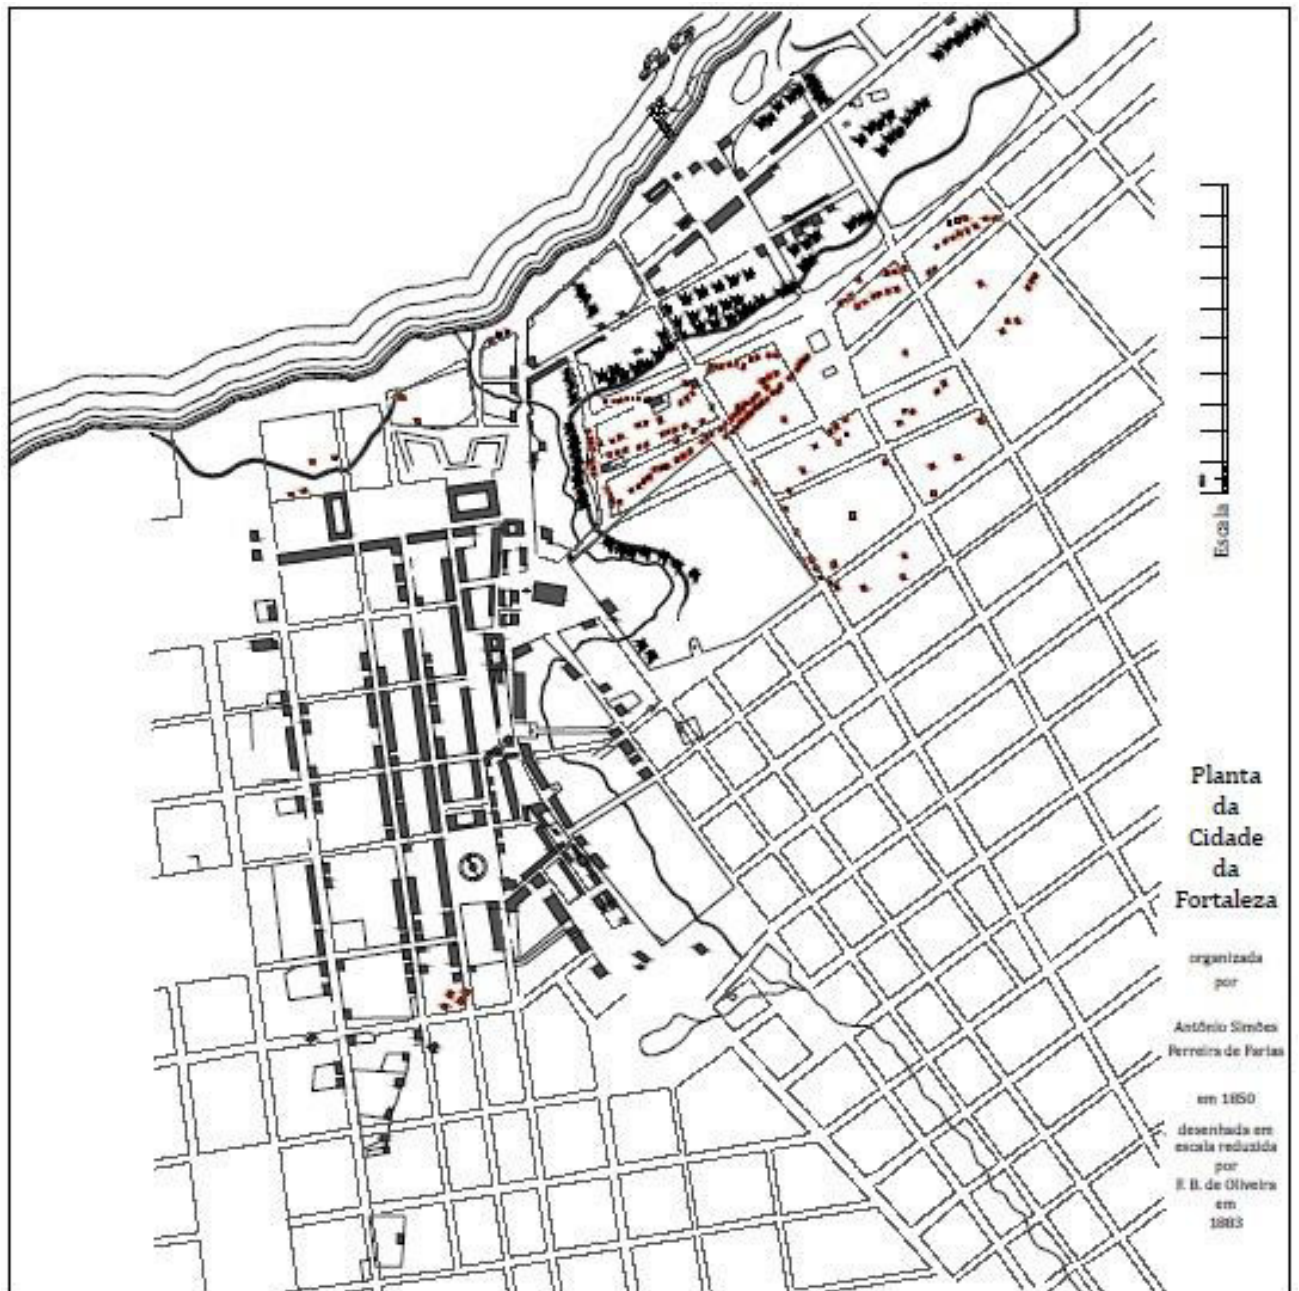 Escala
Planta
da
Cidade
da
Fortaleza
organizada
por
Antônio Simões
Ferreira de Farias
em 1850
desenhada em
escala reduzida
por
F. B. de Oliveira
em
1883